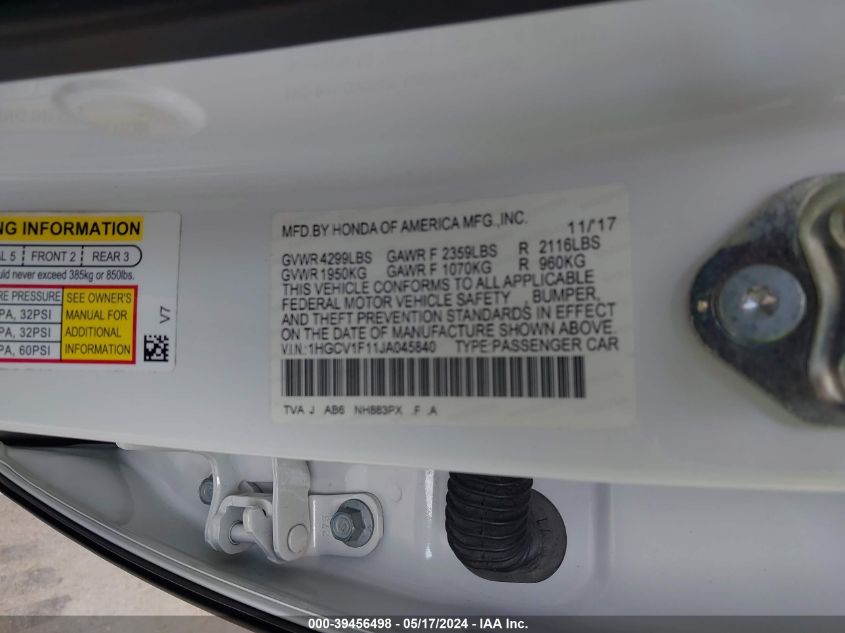 NG INFORMATION
L 5 FRONT 2 REAR 3
uld never exceed 385kg or 850lbs.
RE PRESSURE SEE OWNER'S
PA, 32PSI MANUAL FOR
PA, 32PSI ADDITIONAL
PA, 60PSI INFORMATION
V7
MFD.BY HONDA OF AMERICA MFG.,INC. 11/17
GVWR 4299LBS GAWR F 2359LBS R 2116LBS
GVWR 1950KG GAWR F 1070KG R 960KG
THIS VEHICLE CONFORMS TO ALL APPLICABLE
FEDERAL MOTOR VEHICLE SAFETY , BUMPER,
AND THEFT PREVENTION STANDARDS IN EFFECT
ON THE DATE OF MANUFACTURE SHOWN ABOVE.
V.I.N.:1HGCV1F11JA045840 TYPE:PASSENGER CAR
TVA J AB6 NH883PX .F .A
000-39456498 - 05/17/2024 - IAA Inc.